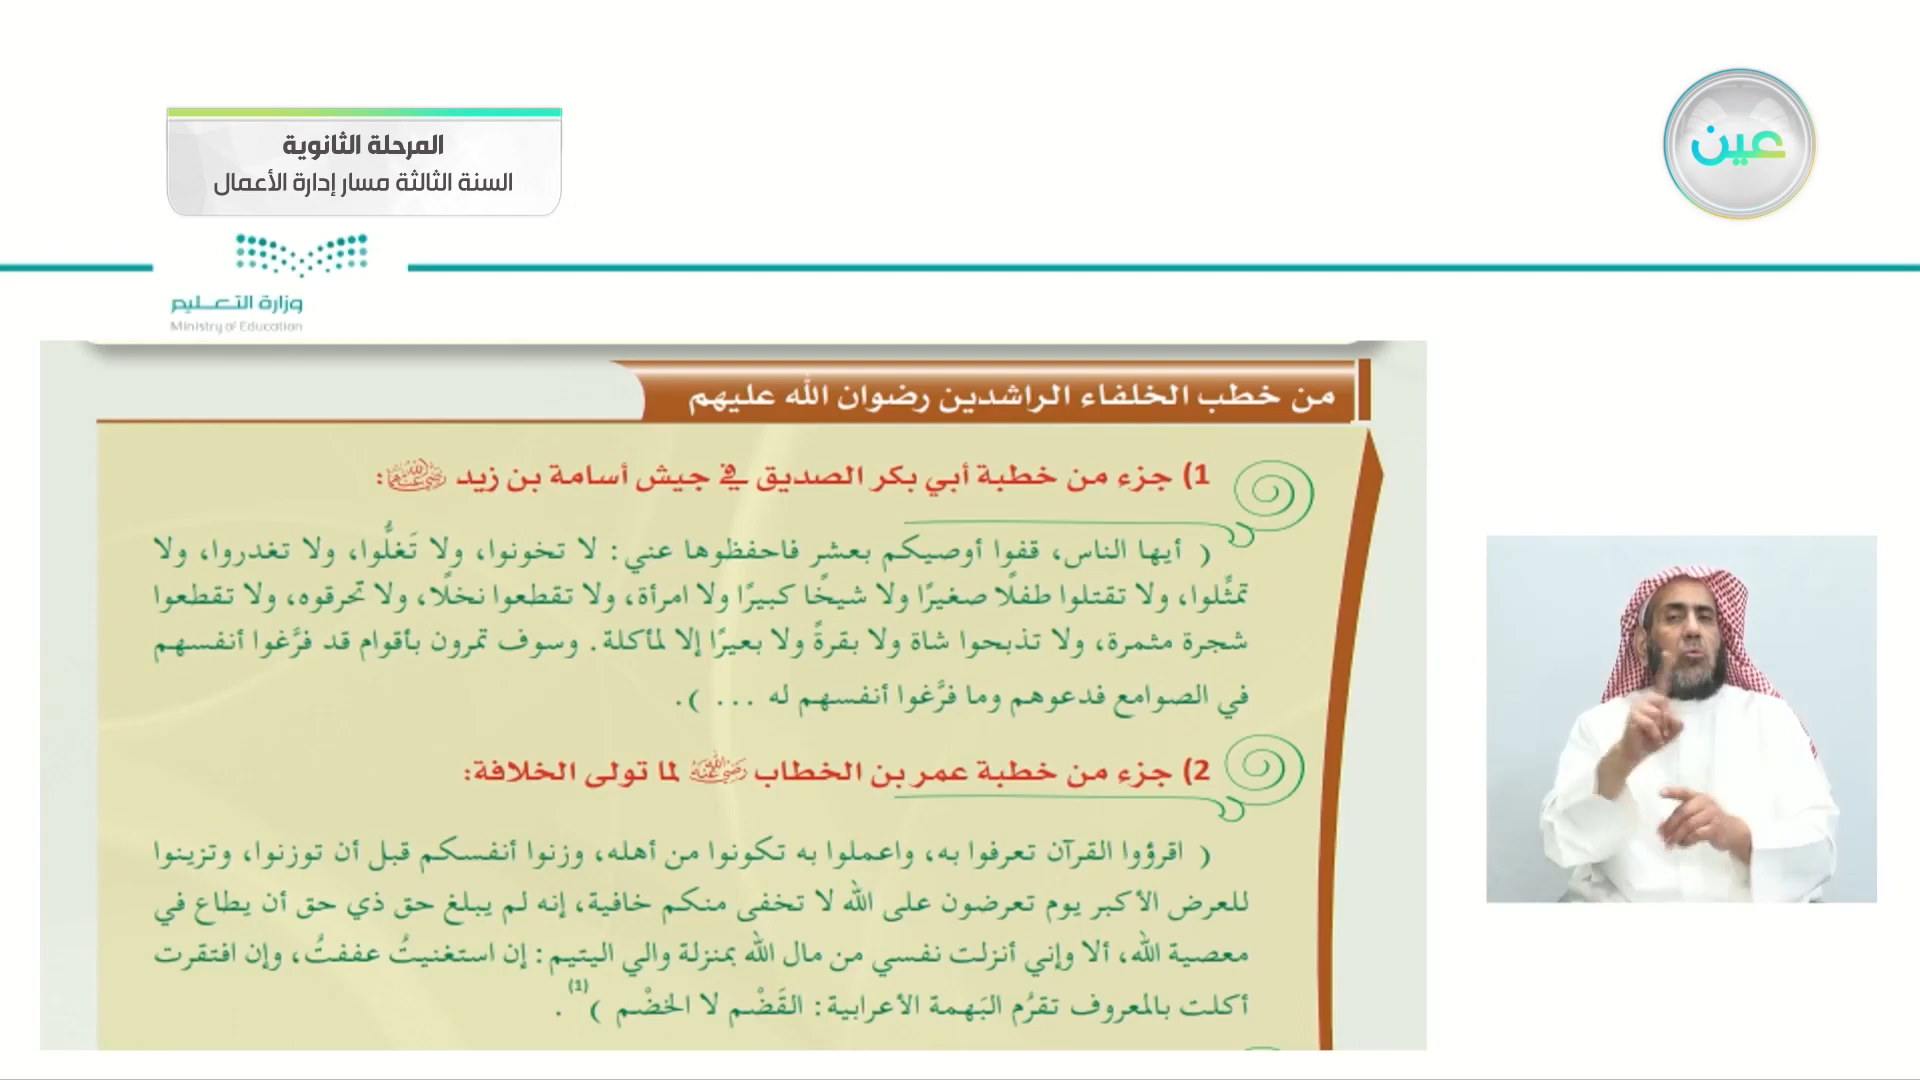 المرحلة الثانوية
السنة الثالثة مسار إدارة الأعمال
عين
وزارة التعليم
Ministry of Education
من خطب الخلفاء الراشدين رضوان الله عليهم
1) جزء من خطبة أبي بكر الصديق في جيش أسامة بن زيد رضي الله عنهما:
( أيها الناس، قفوا أوصيكم بعشر فاحفظوها عني: لا تخونوا، ولا تَغلُّوا، ولا تغدروا، ولا
تمثِّلوا، ولا تقتلوا طفلًا صغيرًا ولا شيخًا كبيرًا ولا امرأة، ولا تقطعوا نخلًا، ولا تحرقوه، ولا تقطعوا
شجرة مثمرة، ولا تذبحوا شاة ولا بقرةً ولا بعيرًا إلا لمأكلة. وسوف تمرون بأقوام قد فرَّغوا أنفسهم
في الصوامع فدعوهم وما فرَّغوا أنفسهم له ... ).
2) جزء من خطبة عمر بن الخطاب رضي الله عنه لما تولى الخلافة:
( اقرؤوا القرآن تعرفوا به، واعملوا به تكونوا من أهله، وزنوا أنفسكم قبل أن توزنوا، وتزينوا
للعرض الأكبر يوم تعرضون على الله لا تخفى منكم خافية، إنه لم يبلغ حق ذي حق أن يطاع في
معصية الله، ألا وإني أنزلت نفسي من مال الله بمنزلة والي اليتيم: إن استغنيتُ عففتُ، وإن افتقرت
أكلت بالمعروف تقرُّم البَهمة الأعرابية: القَضْم لا الخضْم )(1).